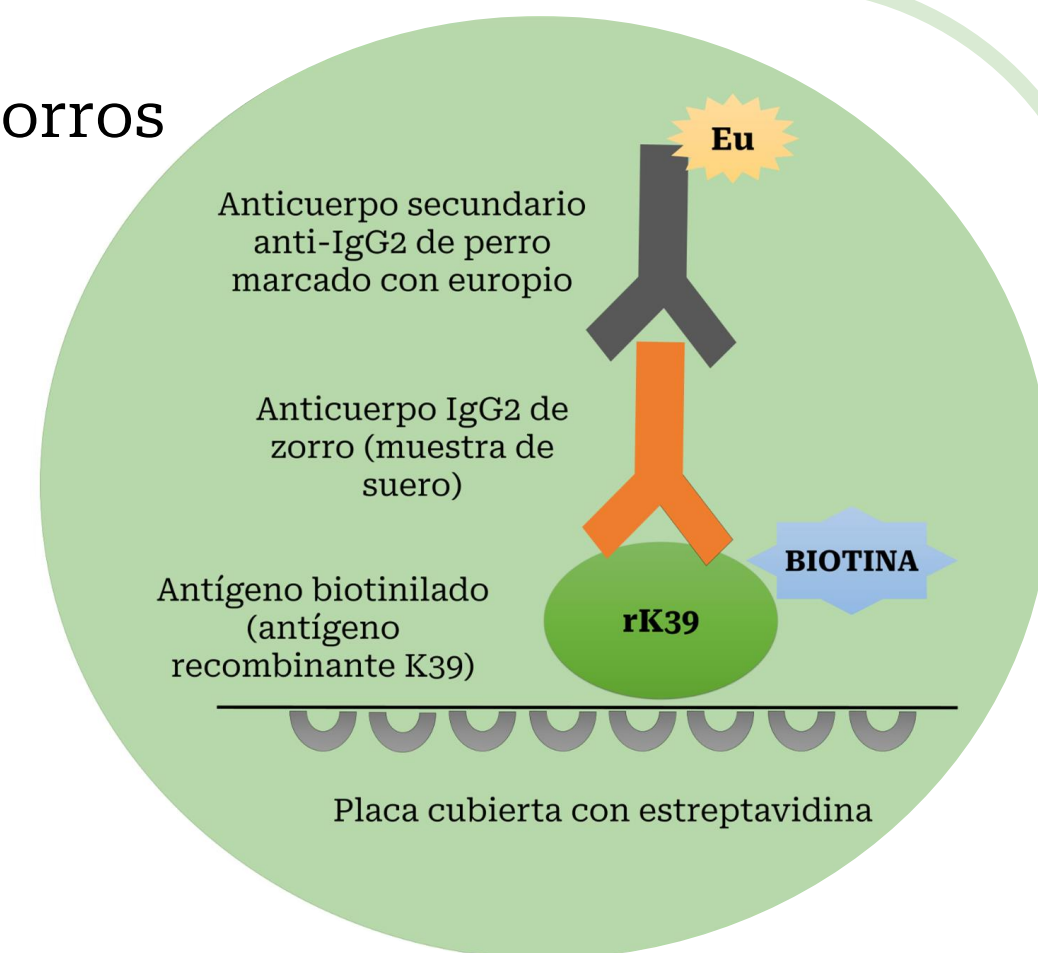 orros
Eu
Anticuerpo secundario
anti-IgG2 de perro
marcado con europio
Anticuerpo IgG2 de
zorro (muestra de
suero)
BIOTINA
Antígeno biotinilado
(antígeno
recombinante K39)
rK39
Placa cubierta con estreptavidina